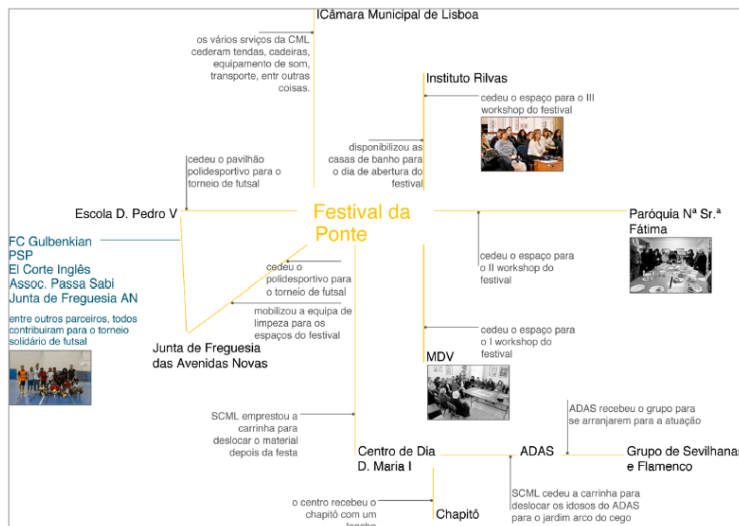 lCâmara Municipal de Lisboa
os vários srviços da CML
cederam tendas, cadeiras,
equipamento de som,
transporte, entr outras
coisas.
Instituto Rilvas
cedeu o espaço para o III
workshop do festival
disponibilizou as
casas de banho para
o dia de abertura do
festival
cedeu o pavilhão
polidesportivo para o
torneio de futsal
Escola D. Pedro V
Festival da
Ponte
Paróquia Nª Sr.ª
Fátima
FC Gulbenkian
PSP
El Corte Inglês
Assoc. Passa Sabi
Junta de Freguesia AN
entre outros parceiros, todos
contribuiram para o torneio
solidário de futsal
cedeu o
polidesportivo para
o torneio de futsal
cedeu o espaço para
o II workshop do
festival
mobilizou a equipa de
limpeza para os
espaços do festival
Junta de Freguesia
das Avenidas Novas
cedeu o espaço para
o I workshop do
festival
MDV
SCML emprestou a
carrinha para
deslocar o material
depois da festa
ADAS recebeu o grupo para
se arranjarem para a atuação
Centro de Dia
D. Maria I
ADAS
Grupo de Sevilhanas
e Flamenco
o centro recebeu o
chapitô com um
lanche
Chapitô
SCML cedeu a carrinha para
deslocar os idosos do ADAS
para o jardim arco do cego